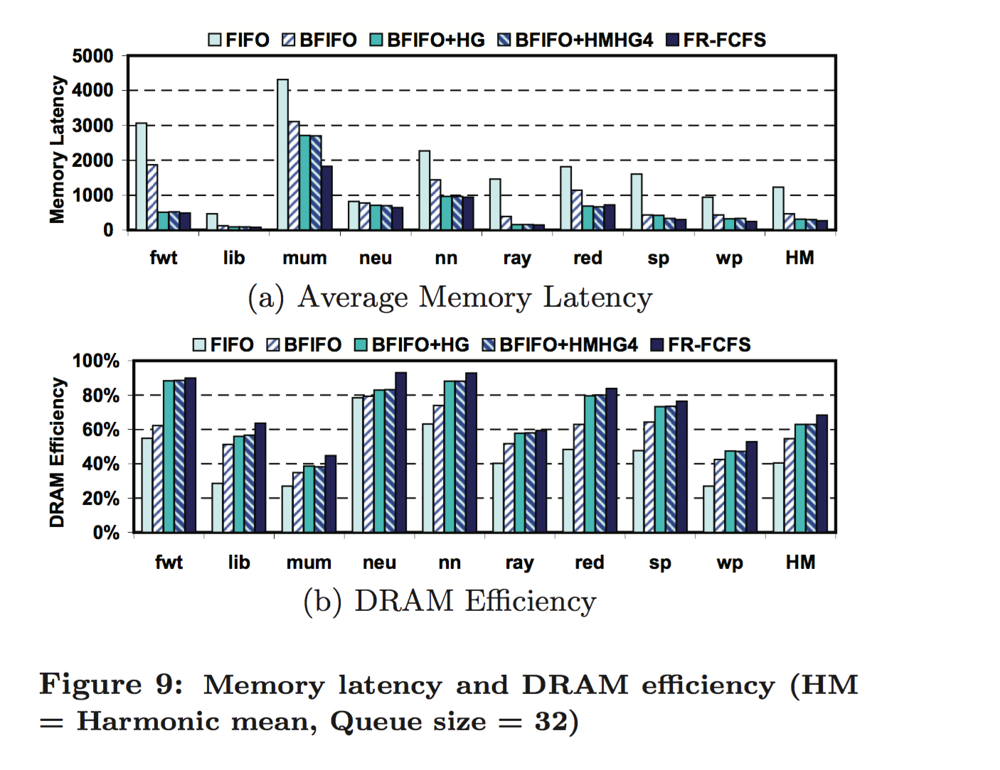 FIFO BFIFO BFIFO+HG BFIFO+HMHG4 FR-FCFS
Memory Latency
5000
4000
3000
2000
1000
0
fwt lib mum neu nn ray red sp wp HM
(a) Average Memory Latency
FIFO BFIFO BFIFO+HG BFIFO+HMHG4 FR-FCFS
DRAM Efficiency
100%
80%
60%
40%
20%
0%
fwt lib mum neu nn ray red sp wp HM
(b) DRAM Efficiency
Figure 9: Memory latency and DRAM efficiency (HM
= Harmonic mean, Queue size = 32)